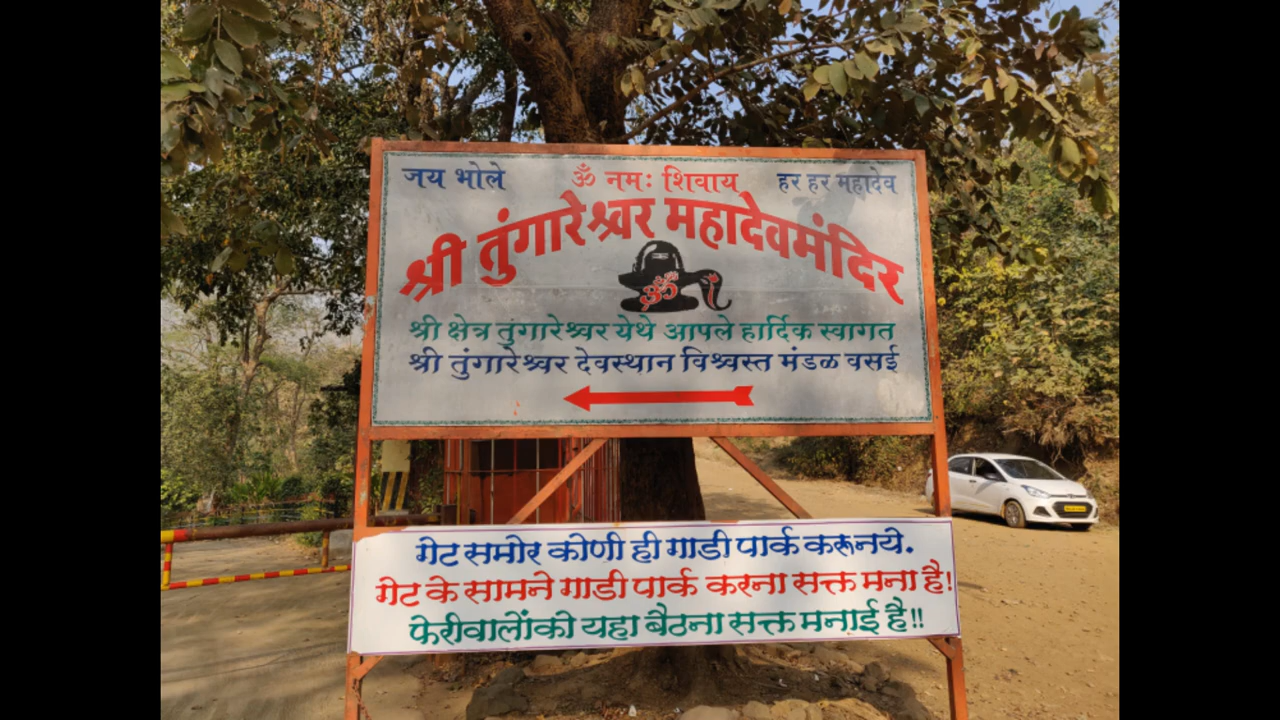 जय भोले ॐ नमः शिवाय हर हर महादेव
श्री तुंगारेश्वर महादेवमंदिर
ॐ
श्री क्षेत्र तुंगारेश्वर येथे आपले हार्दिक स्वागत
श्री तुंगारेश्वर देवस्थान विश्वस्त मंडळ वसई
गेट समोर कोणी ही गाडी पार्क करूनये.
गेट के सामने गाडी पार्क करना सक्त मना है!
फेरीवालोंको यहा बैठना सक्त मनाई है!!